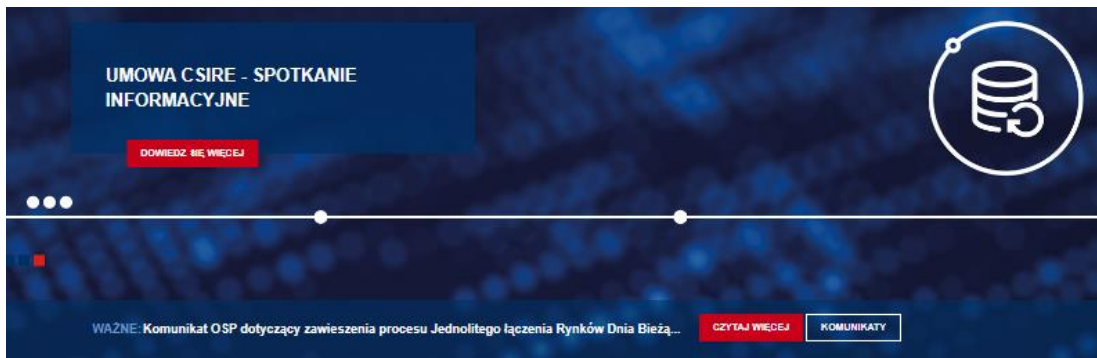 UMOWA CSIRE - SPOTKANIE
INFORMACYJNE
DOWIEDZ SIĘ WIĘCEJ
WAŻNE: Komunikat OSP dotyczący zawieszenia procesu Jednolitego łączenia Rynków Dnia Bieżą... CZYTAJ WIĘCEJ KOMUNIKATY